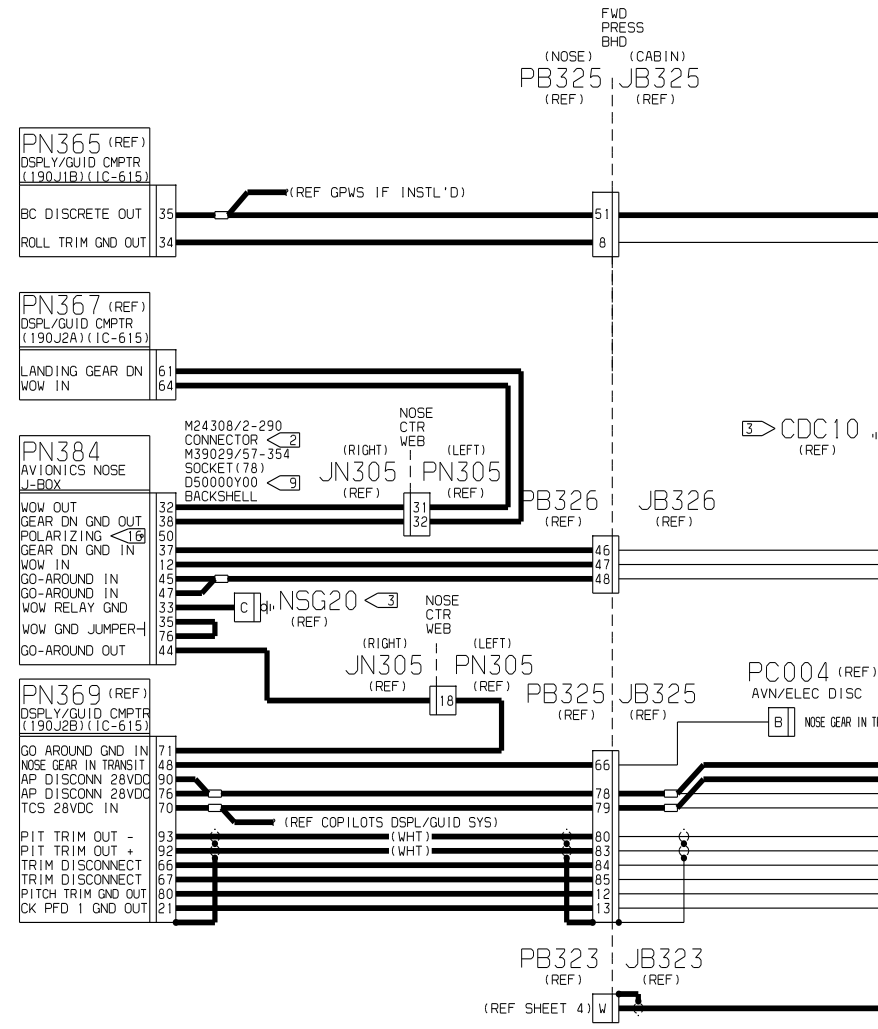 FWD
PRESS
BHD
(NOSE) (CABIN)
PB325 JB325
(REF) (REF)
PN365 (REF)
DSPLY/GUID CMPTR
(190J1B)(IC-615)
(REF GPWS IF INSTL'D)
BC DISCRETE OUT 35 51
ROLL TRIM GND OUT 34 8
PN367 (REF)
DSPL/GUID CMPTR
(190J2A)(IC-615)
LANDING GEAR DN 61
WOW IN 64
M24308/2-290
CONNECTOR 2
M39029/57-354
SOCKET(78)
D50000Y00 9
BACKSHELL
NOSE
CTR
WEB
(RIGHT) (LEFT)
JN305 PN305
(REF) (REF)
3 CDC10
(REF)
PN384
AVIONICS NOSE
J-BOX
PB326 JB326
(REF) (REF)
WOW OUT 32 31
GEAR DN GND OUT 38 32
POLARIZING 16 50
GEAR DN GND IN 37 46
WOW IN 12 47
GO-AROUND IN 45 48
GO-AROUND IN 47
WOW RELAY GND 33 C NSG20 3
(REF)
WOW GND JUMPER 35
76
GO-AROUND OUT 44
NOSE
CTR
WEB
(RIGHT) (LEFT)
JN305 PN305
(REF) (REF)
18
PB325 JB325
(REF) (REF)
PC004 (REF)
AVN/ELEC DISC
B NOSE GEAR IN
PN369 (REF)
DSPLY/GUID CMPTR
(190J2B)(IC-615)
GO AROUND GND IN 71
NOSE GEAR IN TRANSIT 48 66
AP DISCONN 28VDC 90
AP DISCONN 28VDC 76 78
TCS 28VDC IN 70 79
(REF COPILOTS DSPL/GUID SYS)
PIT TRIM OUT - 93 (WHT) 80
PIT TRIM OUT + 92 (WHT) 83
TRIM DISCONNECT 66 84
TRIM DISCONNECT 67 85
PITCH TRIM GND OUT 80 12
CK PFD 1 GND OUT 21 13
PB323 JB323
(REF) (REF)
(REF SHEET 4) W